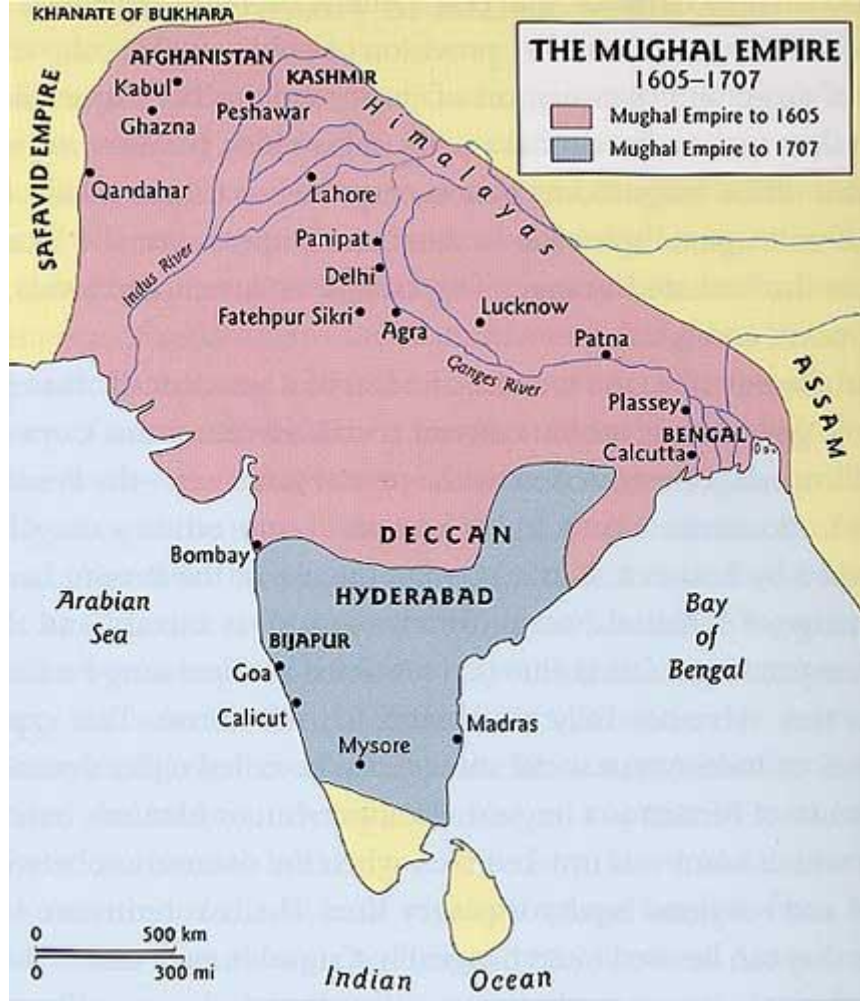 KHANATE OF BUKHARA
THE MUGHAL EMPIRE
1605–1707
Mughal Empire to 1605
Mughal Empire to 1707
AFGHANISTAN
KASHMIR
Kabul
Peshawar
Ghazna
Himalayas
SAFAVID EMPIRE
Qandahar
Lahore
Panipat
Indus River
Delhi
Fatehpur Sikri
Agra
Lucknow
Patna
Ganges River
ASSAM
Plassey
BENGAL
Calcutta
DECCAN
Bombay
HYDERABAD
Arabian
Sea
Bay
of
Bengal
BIJAPUR
Goa
Calicut
Madras
Mysore
0 500 km
0 300 mi
Indian Ocean